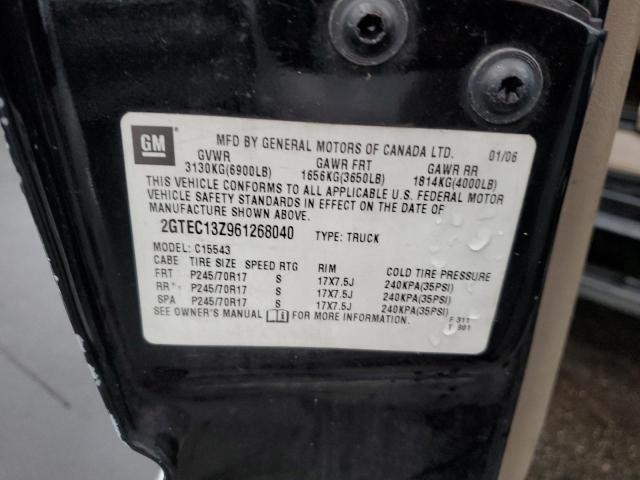 GM
MFD BY GENERAL MOTORS OF CANADA LTD. 01/06
GVWR GAWR FRT GAWR RR
3130KG(6900LB) 1656KG(3650LB) 1814KG(4000LB)
THIS VEHICLE CONFORMS TO ALL APPLICABLE U.S. FEDERAL MOTOR
VEHICLE SAFETY STANDARDS IN EFFECT ON THE DATE OF
MANUFACTURE SHOWN ABOVE.
2GTEC13Z961268040 TYPE: TRUCK
MODEL: C15543
CABE TIRE SIZE SPEED RTG RIM COLD TIRE PRESSURE
FRT P245/70R17 S 17X7.5J 240KPA(35PSI)
RR P245/70R17 S 17X7.5J 240KPA(35PSI)
SPA P245/70R17 S 17X7.5J 240KPA(35PSI)
SEE OWNER'S MANUAL FOR MORE INFORMATION.
F 311
T 901